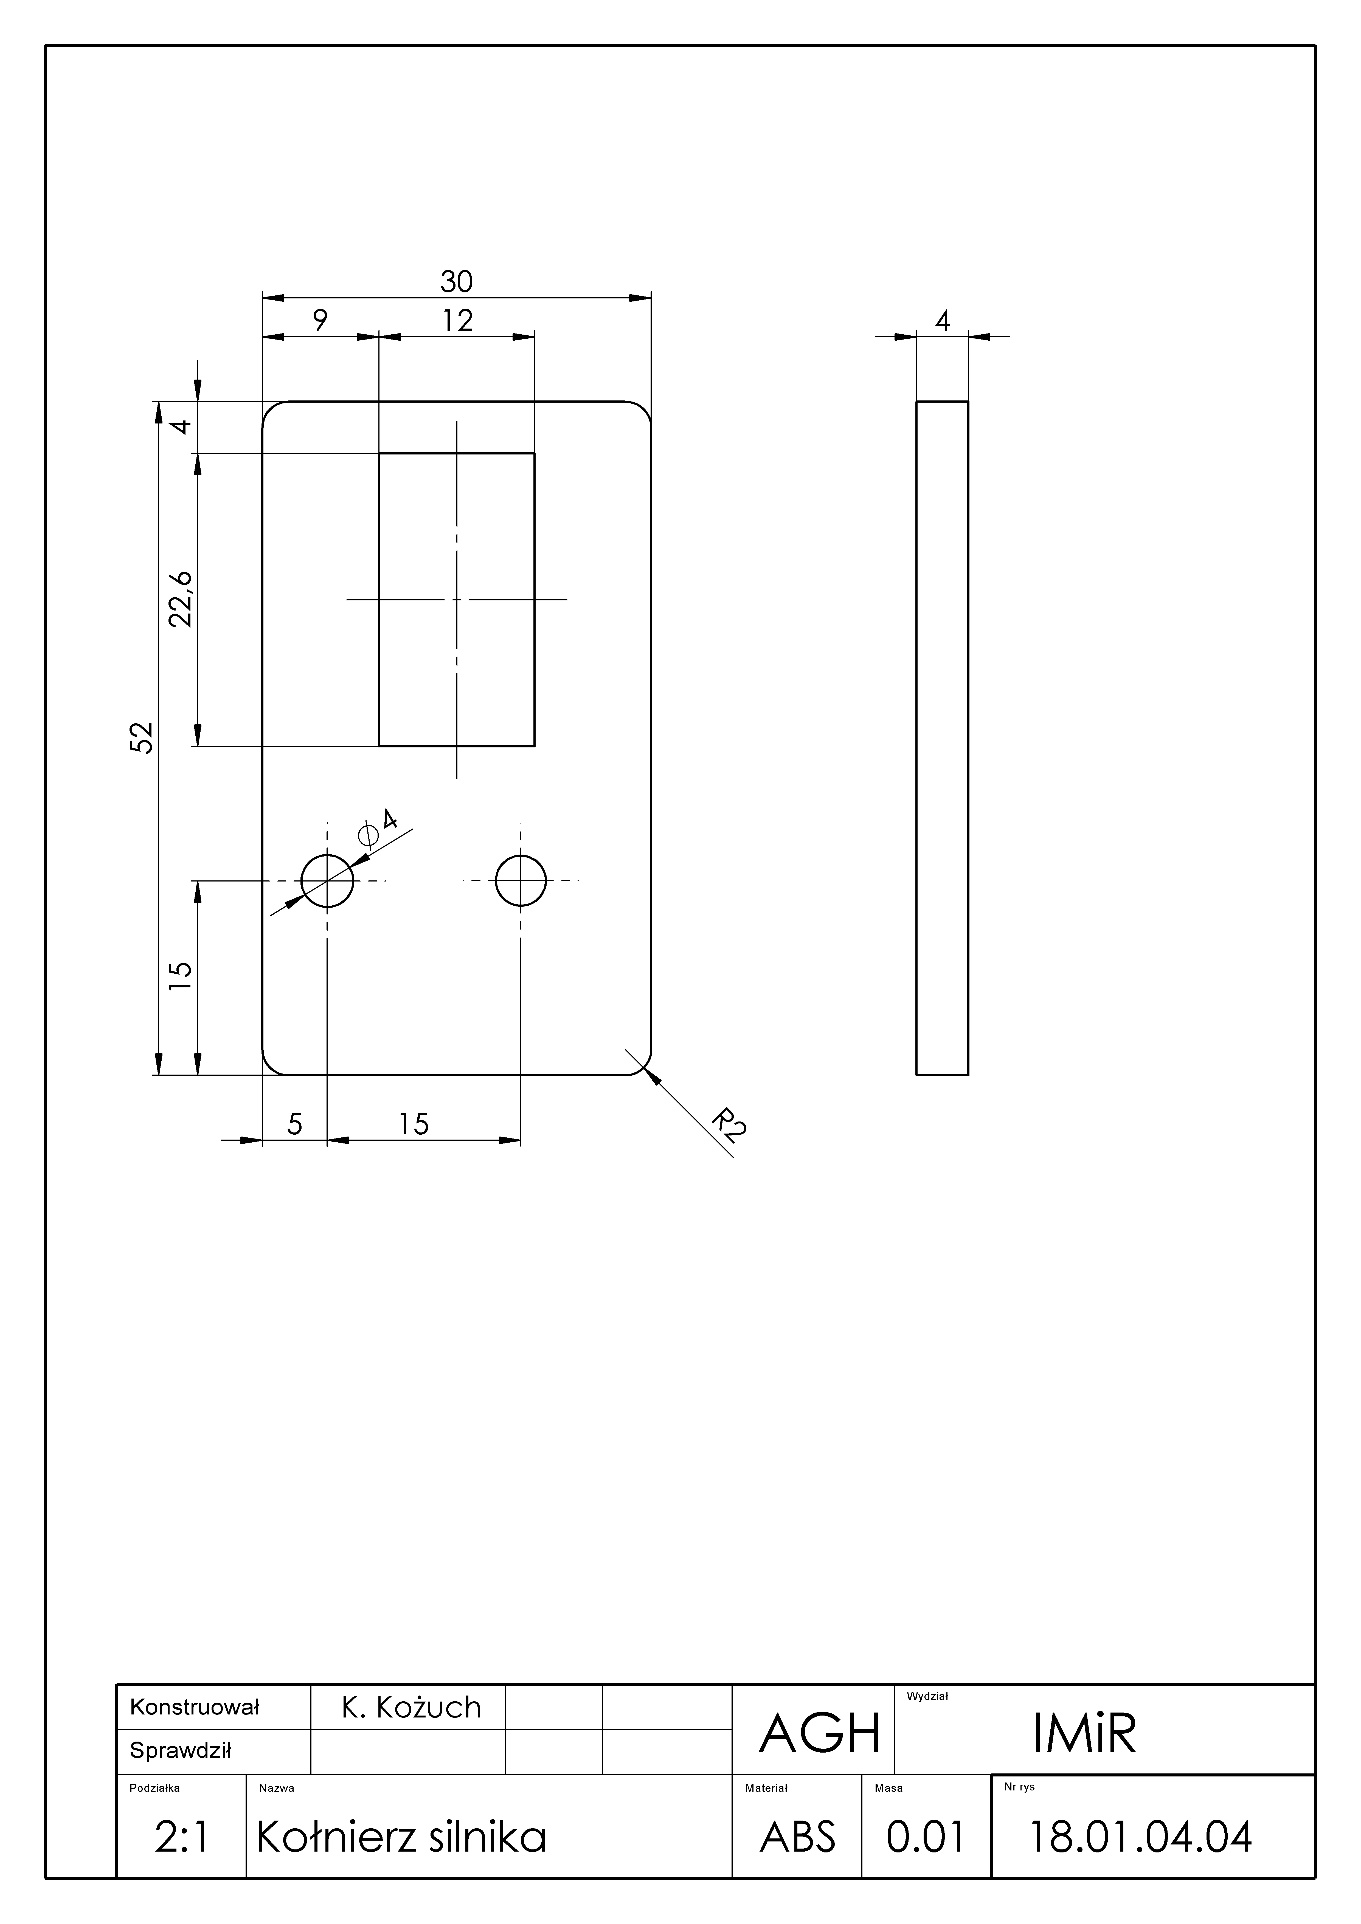 30
9 12
4
4
22,6
52
⌀4
15
5 15
R2
Konstruował K. Kożuch
Sprawdził
AGH
Wydział
IMiR
Podziałka
2:1
Nazwa
Kołnierz silnika
Materiał
ABS
Masa
0.01
Nr rys
18.01.04.04